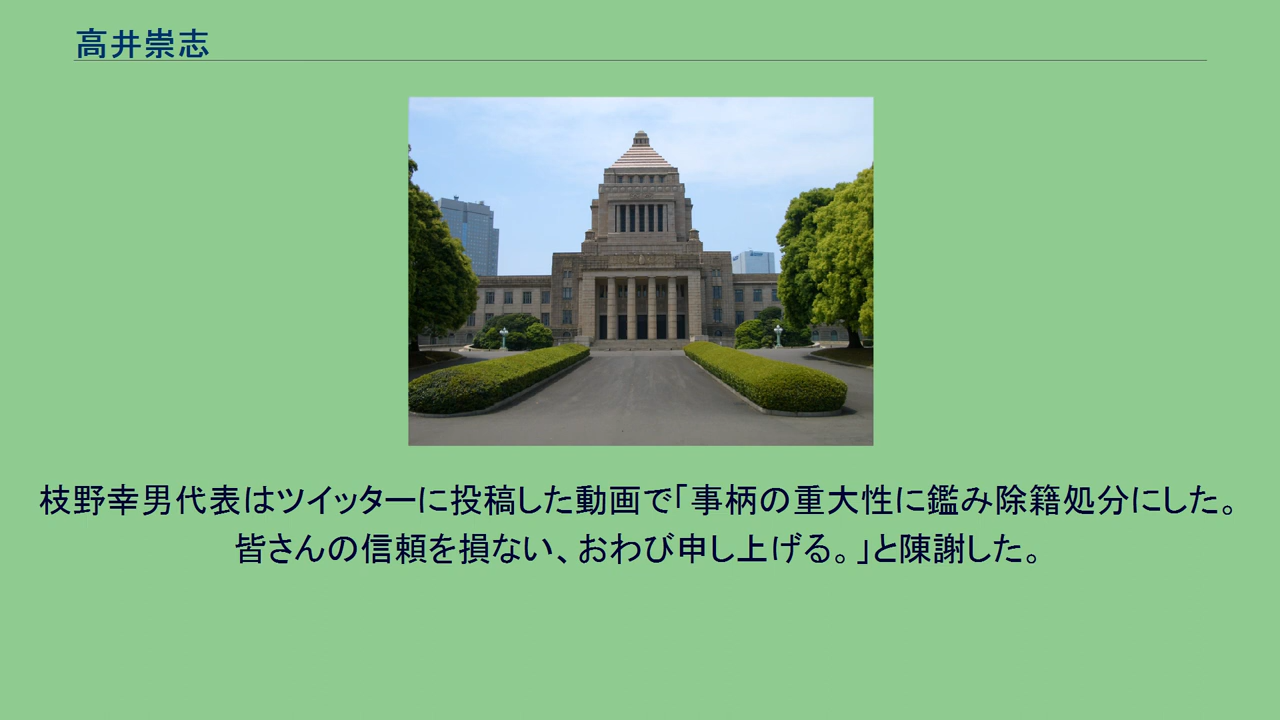 高井崇志
枝野幸男代表はツイッターに投稿した動画で「事柄の重大性に鑑み除籍処分にした。
皆さんの信頼を損ない、おわび申し上げる。」と陳謝した。